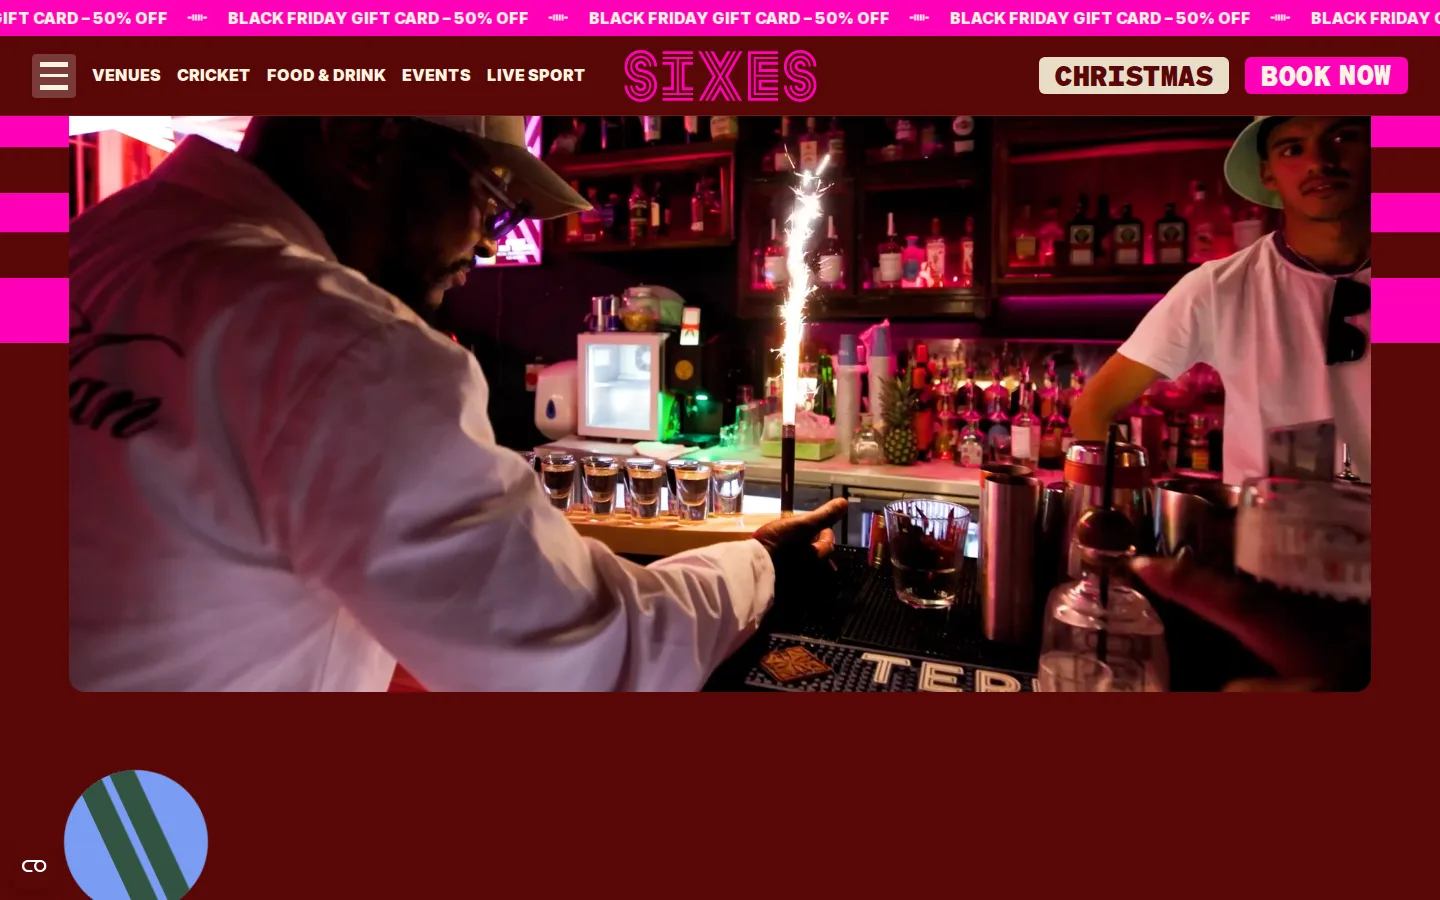 GIFT CARD – 50% OFF BLACK FRIDAY GIFT CARD – 50% OFF BLACK FRIDAY GIFT CARD – 50% OFF BLACK FRIDAY GIFT CARD – 50% OFF BLACK FRIDAY
VENUES CRICKET FOOD & DRINK EVENTS LIVE SPORT SIXES CHRISTMAS BOOK NOW